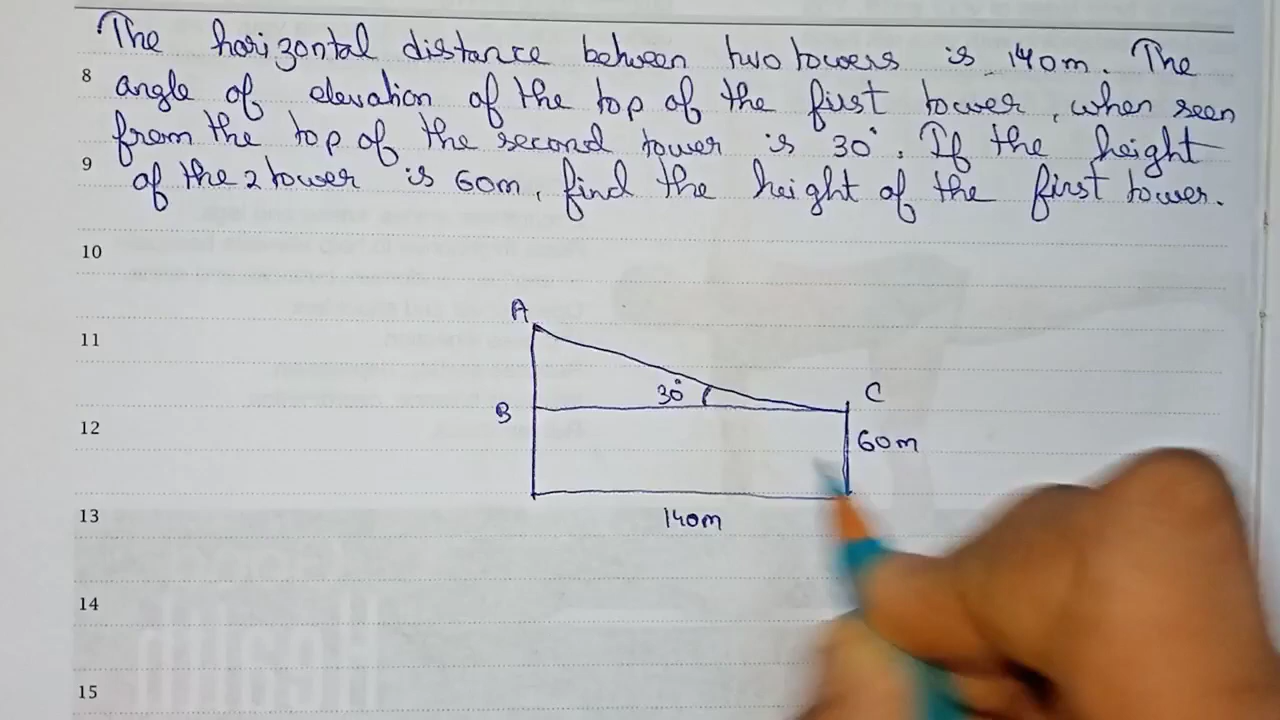 The horizontal distance between two towers is 140m. The
8
angle of elevation of the top of the first tower, when seen
from the top of the second tower is 30°. If the height
9
of the 2 tower is 60m, find the height of the first tower.
10
A
11
30°
C
B
12
60m
13
140m
14
15